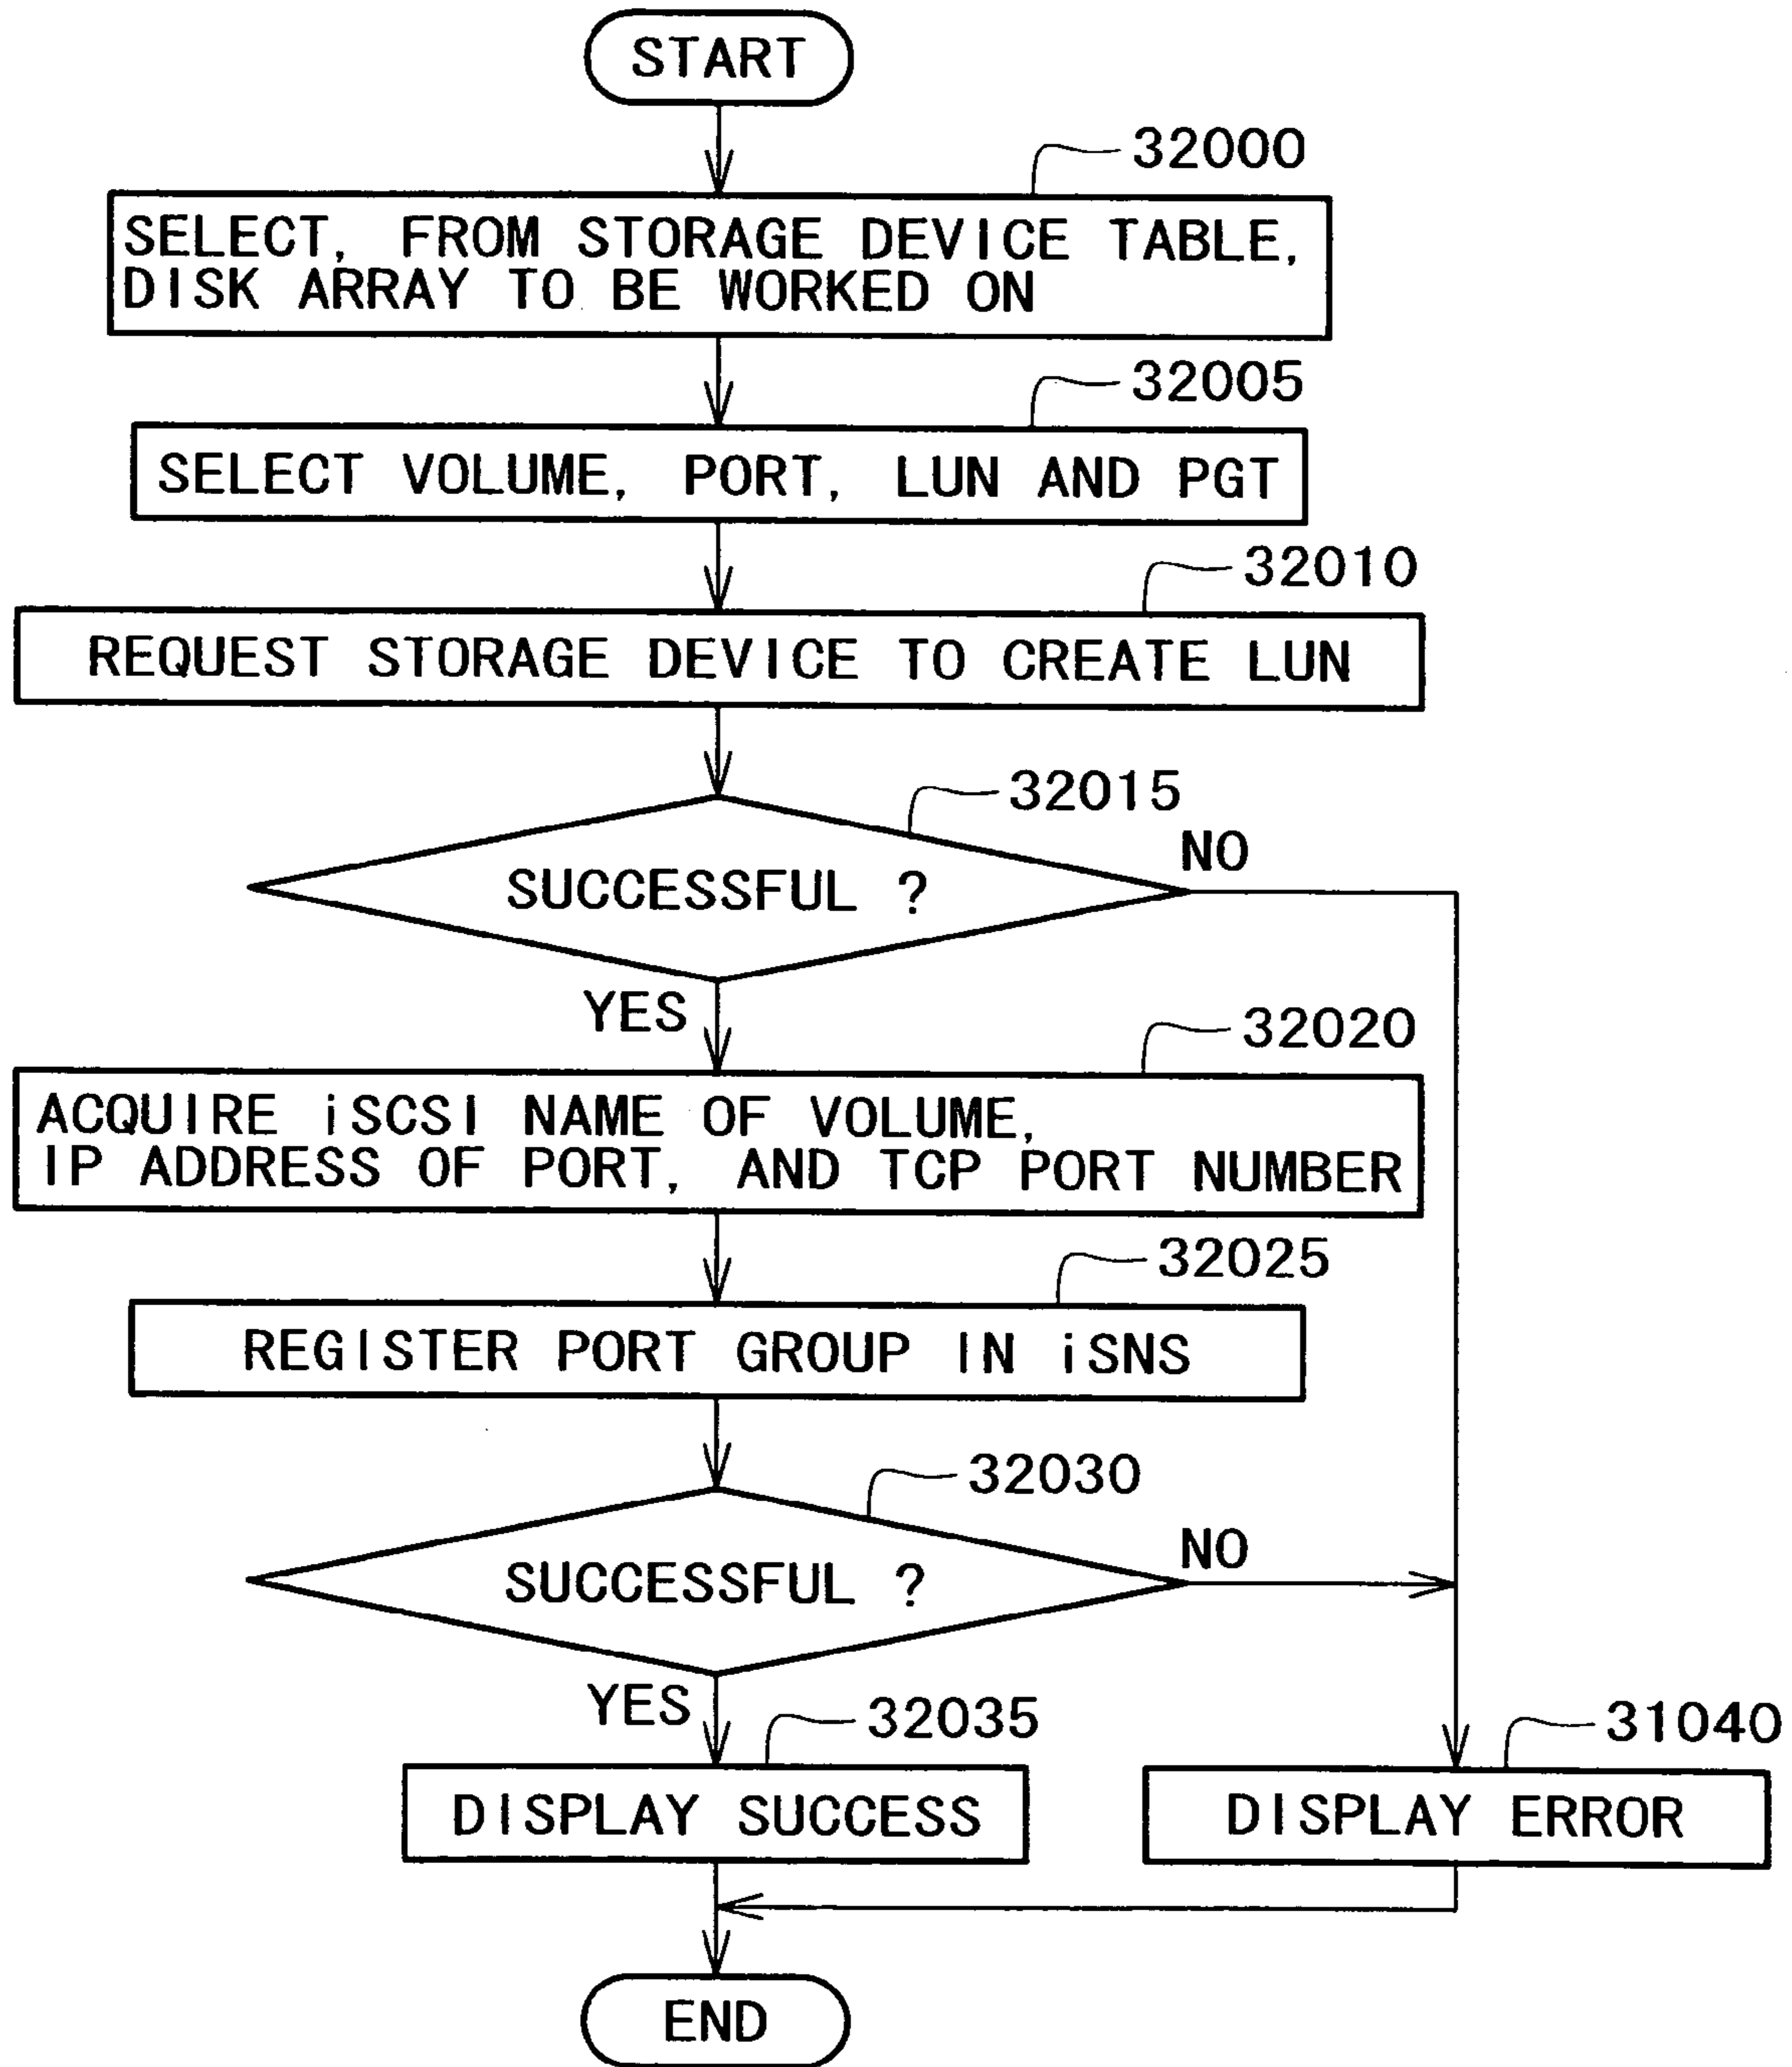 START
32000
SELECT, FROM STORAGE DEVICE TABLE,
DISK ARRAY TO BE WORKED ON
32005
SELECT VOLUME, PORT, LUN AND PGT
32010
REQUEST STORAGE DEVICE TO CREATE LUN
32015
SUCCESSFUL ?
NO
YES
32020
ACQUIRE iSCSI NAME OF VOLUME,
IP ADDRESS OF PORT, AND TCP PORT NUMBER
32025
REGISTER PORT GROUP IN iSNS
32030
SUCCESSFUL ?
NO
YES
32035
31040
DISPLAY SUCCESS
DISPLAY ERROR
END